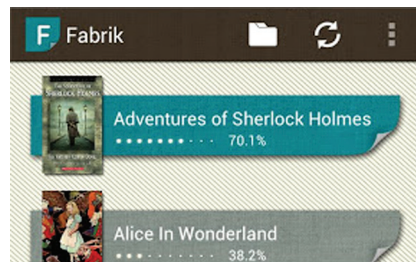 F Fabrik
Adventures of Sherlock Holmes
70.1%
Alice In Wonderland
38.2%